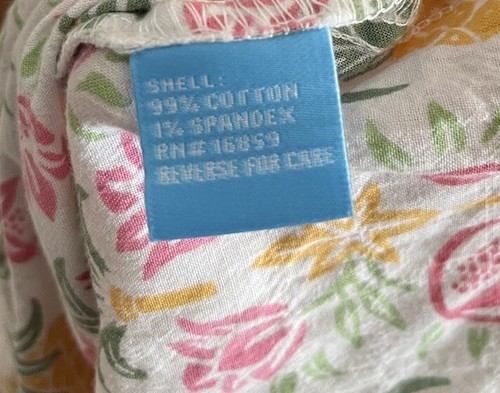 SHELL:
99% COTTON
1% SPANDEX
RN# 16859
REVERSE FOR CARE